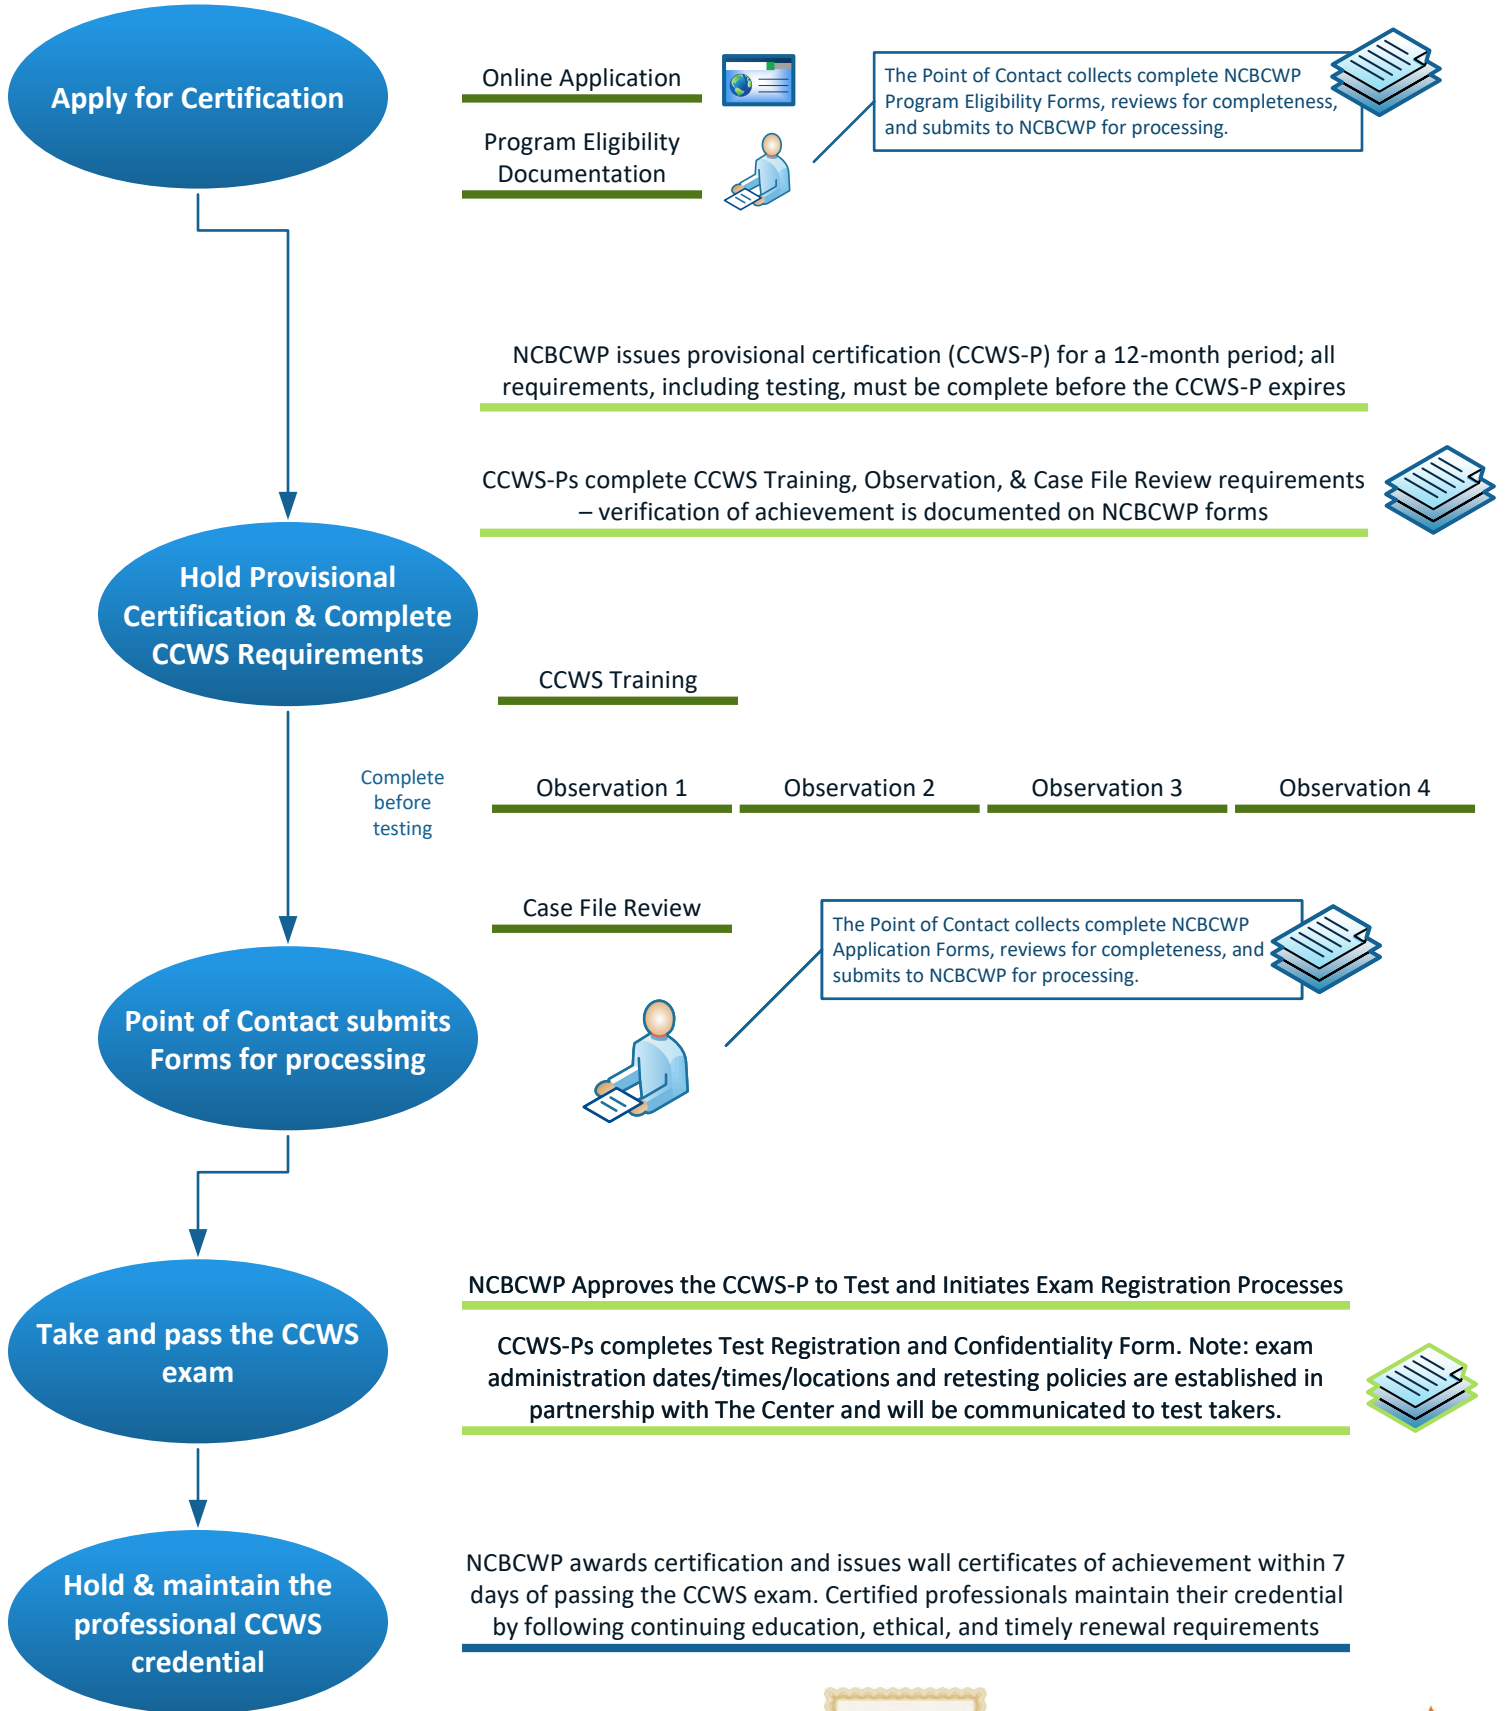 Apply for Certification
Online Application
Program Eligibility
Documentation
The Point of Contact collects complete NCBCWP
Program Eligibility Forms, reviews for completeness,
and submits to NCBCWP for processing.
NCBCWP issues provisional certification (CCWS-P) for a 12-month period; all
requirements, including testing, must be complete before the CCWS-P expires
CCWS-Ps complete CCWS Training, Observation, & Case File Review requirements
– verification of achievement is documented on NCBCWP forms
Hold Provisional
Certification & Complete
CCWS Requirements
CCWS Training
Complete
before
testing
Observation 1
Observation 2
Observation 3
Observation 4
Case File Review
The Point of Contact collects complete NCBCWP
Application Forms, reviews for completeness, and
submits to NCBCWP for processing.
Point of Contact submits
Forms for processing
NCBCWP Approves the CCWS-P to Test and Initiates Exam Registration Processes
Take and pass the CCWS
exam
CCWS-Ps completes Test Registration and Confidentiality Form. Note: exam
administration dates/times/locations and retesting policies are established in
partnership with The Center and will be communicated to test takers.
Hold & maintain the
professional CCWS
credential
NCBCWP awards certification and issues wall certificates of achievement within 7
days of passing the CCWS exam. Certified professionals maintain their credential
by following continuing education, ethical, and timely renewal requirements